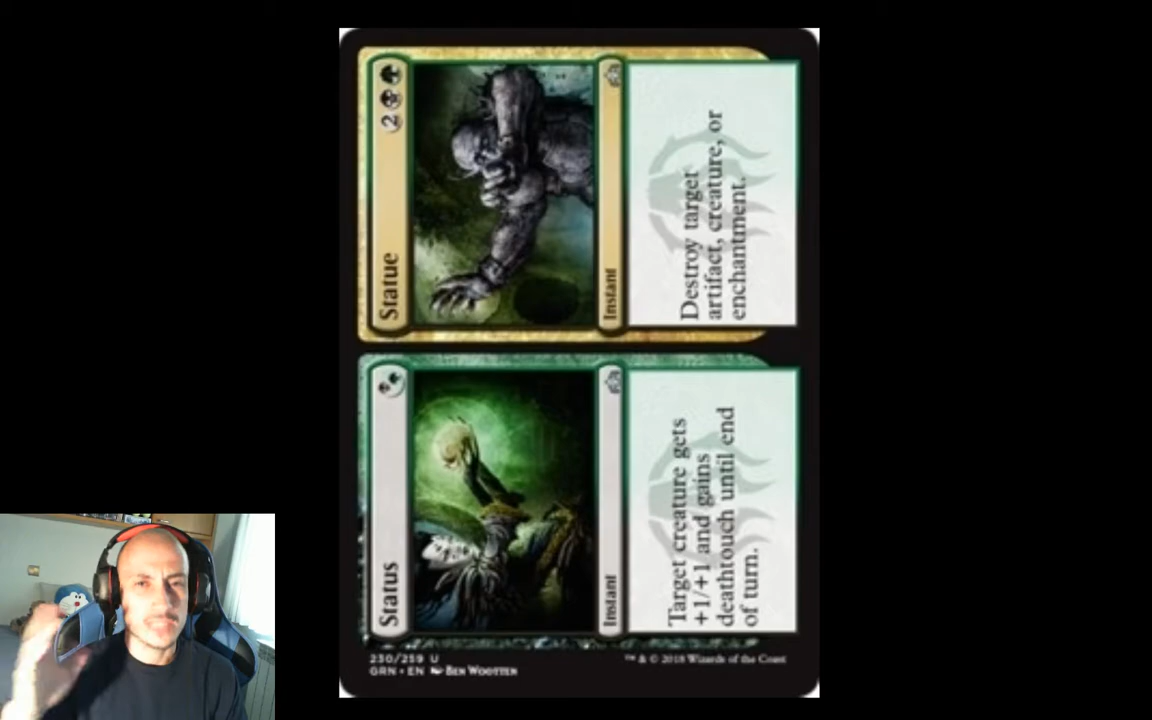 Statue
2
Instant
Destroy target
artifact, creature, or
enchantment.
Status
Instant
Target creature gets
+1/+1 and gains
deathtouch until end
of turn.
230/259 U
GRN • EN BEN WOOTTEN
™ & © 2018 Wizards of the Coast